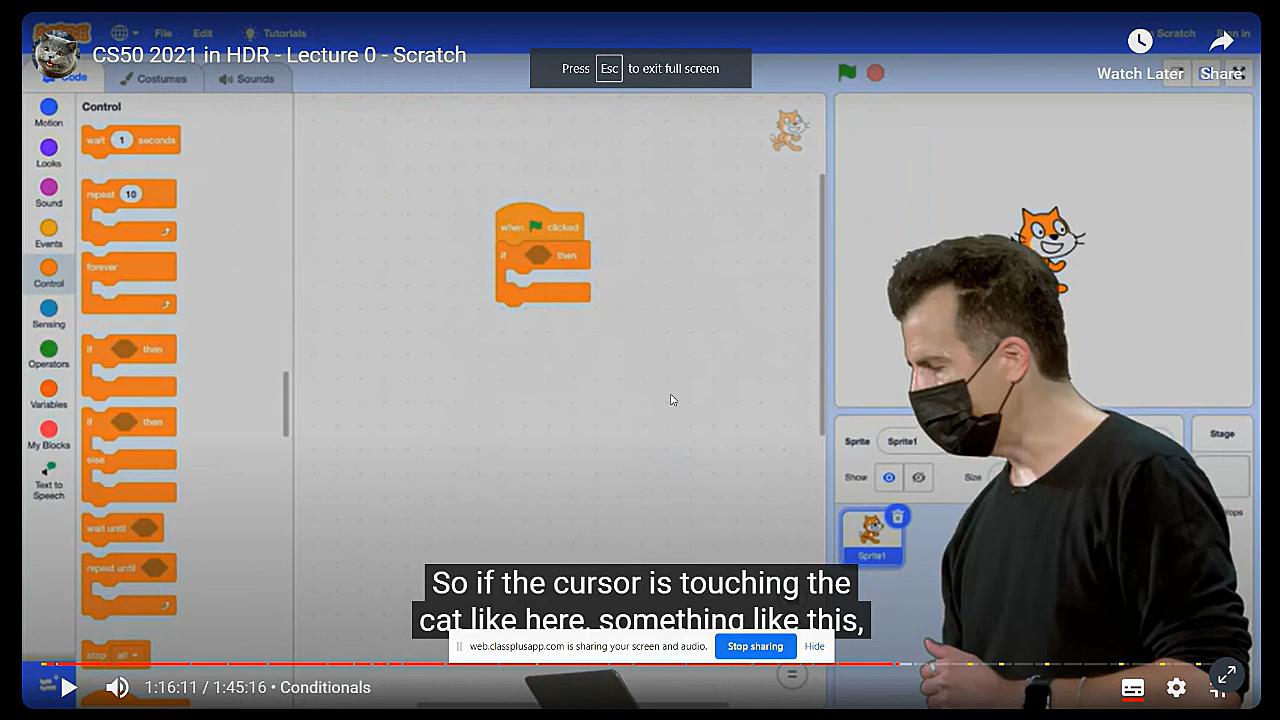 File
Edit
Tutorials
Scratch
Sign in
CS50 2021 in HDR - Lecture 0 - Scratch
Press Esc to exit full screen
Watch Later
Share
Code
Costumes
Sounds
Motion
Looks
Sound
Events
Control
Sensing
Operators
Variables
My Blocks
Text to
Speech
Control
wait 1 seconds
repeat 10
forever
if then
if then
else
wait until
repeat until
stop all
when clicked
if then
Sprite Sprite1
Show
Size
Stage
Sprite1
So if the cursor is touching the
cat like here, something like this,
web.classplusapp.com is sharing your screen and audio.
Stop sharing
Hide
1:16:11 / 1:45:16 • Conditionals